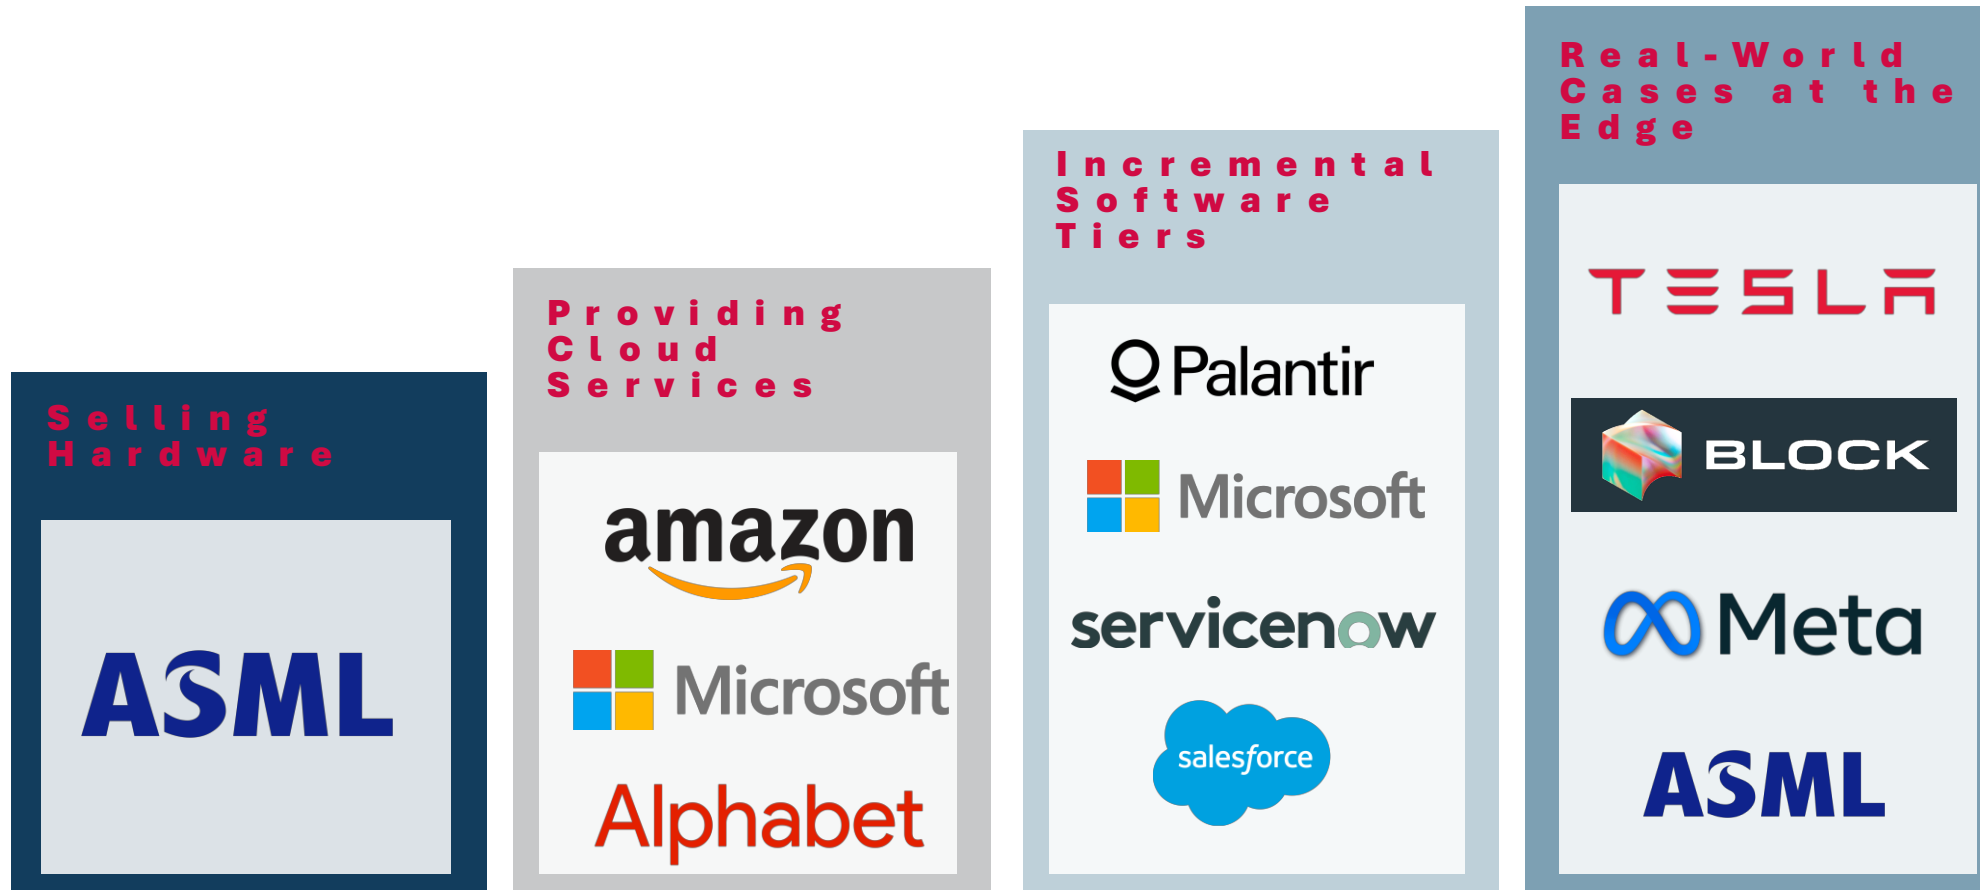 Selling
Hardware
ASML
Providing
Cloud
Services
amazon
Microsoft
Alphabet
Incremental
Software
Tiers
Palantir
Microsoft
servicenow
salesforce
Real-World
Cases at the
Edge
TESLA
BLOCK
Meta
ASML